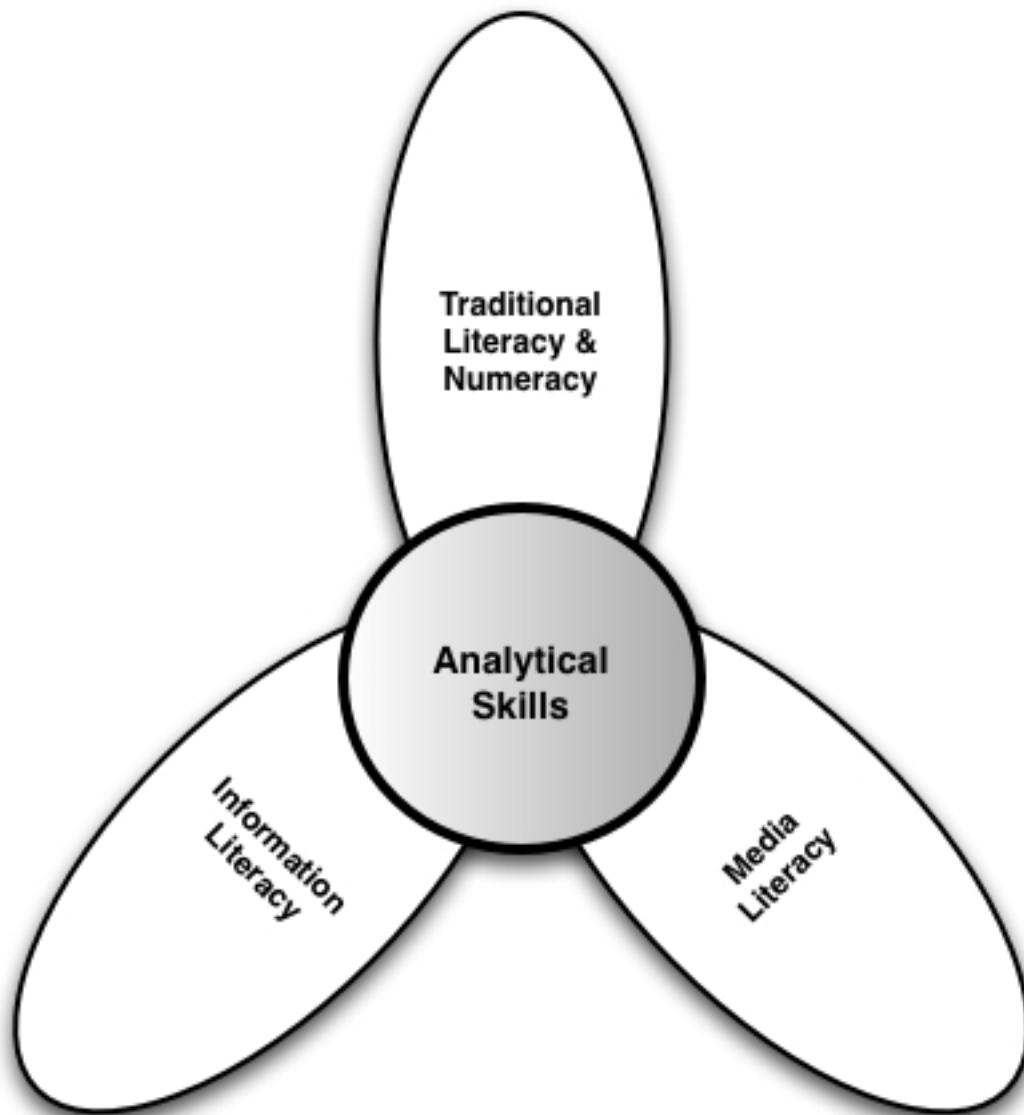 Traditional
Literacy &
Numeracy
Analytical
Skills
Information
Literacy
Media
Literacy